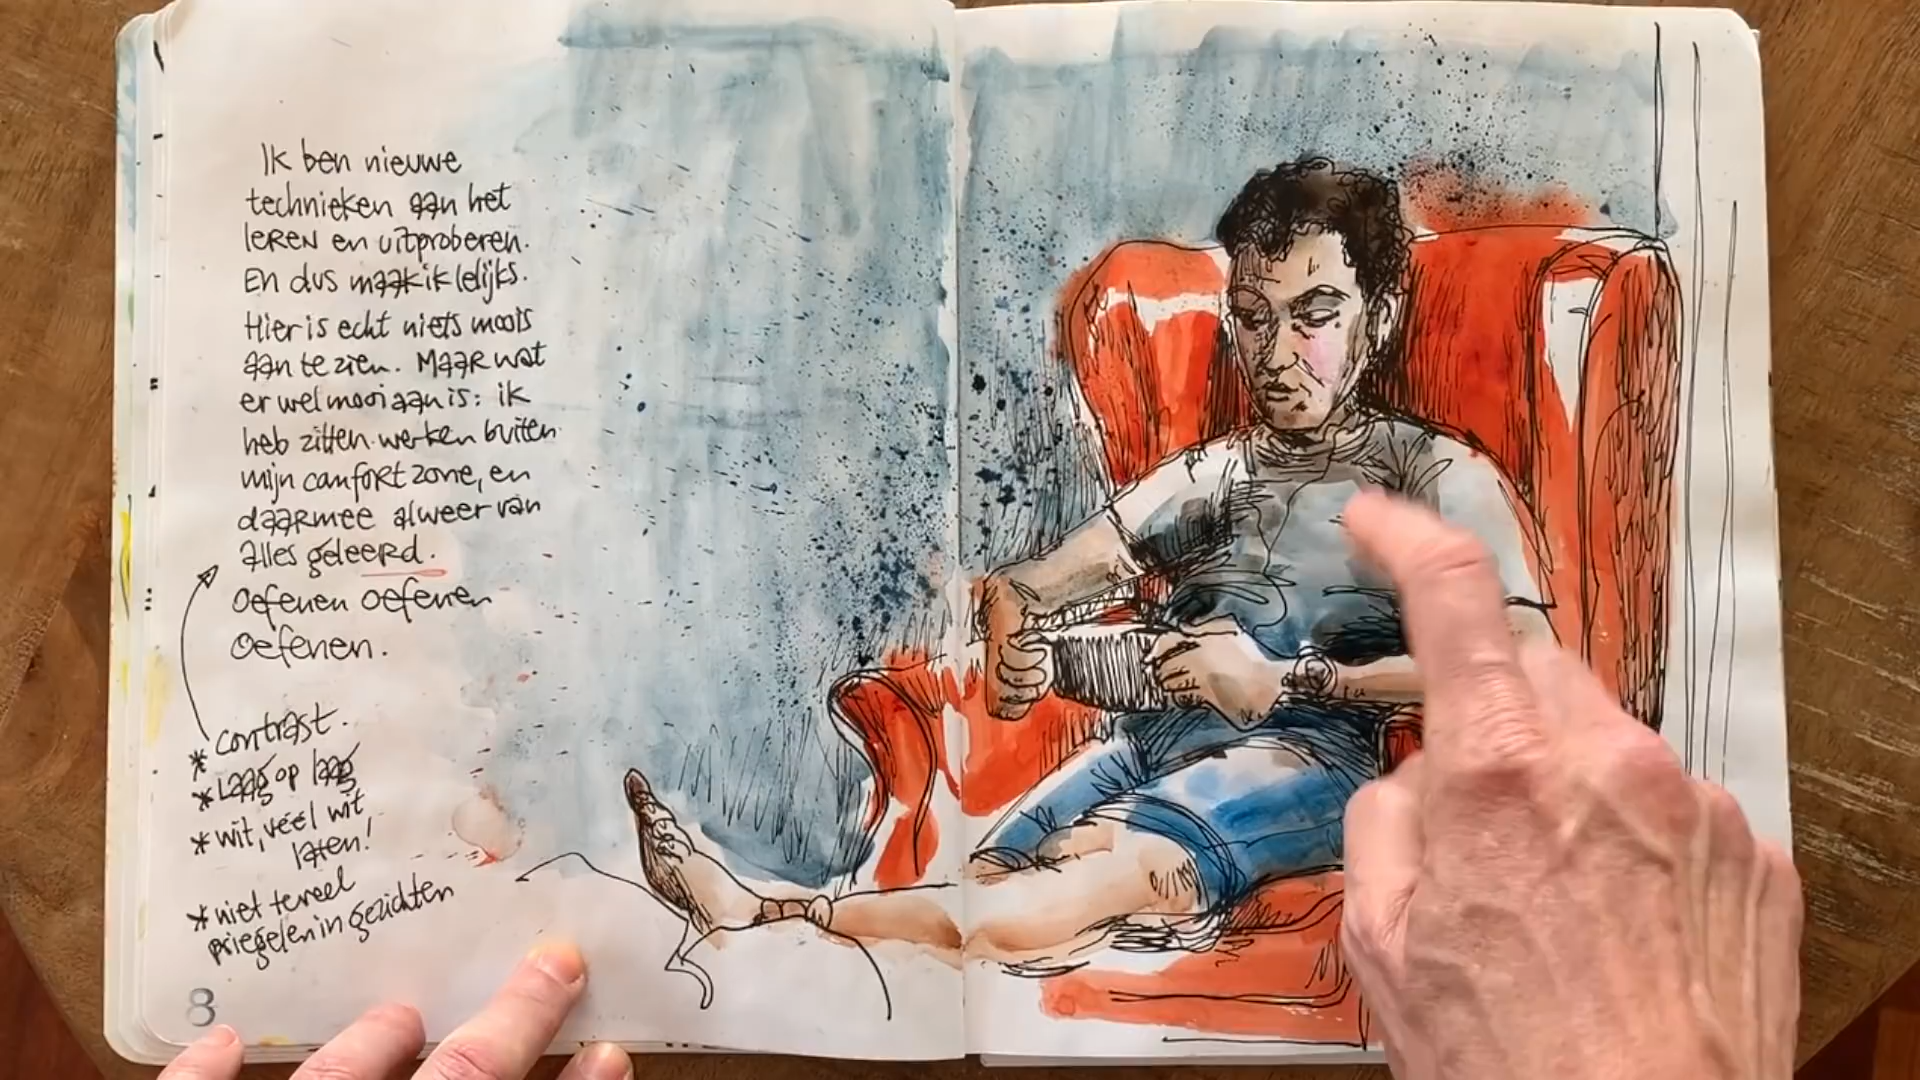 Ik ben nieuwe
technieken aan het
leren en uitproberen.
En dus maak ik lelijks.
Hier is echt niets moois
aan te zien. Maar wat
er wel mooi aan is: ik
heb zitten werken buiten
mijn comfort zone, en
daarmee alweer van
alles geleerd.
oefenen oefenen
oefenen.
* contrast.
* Laag op laag
* wit, veel wit
laten!
* niet teveel
priegelen in gezichten
8